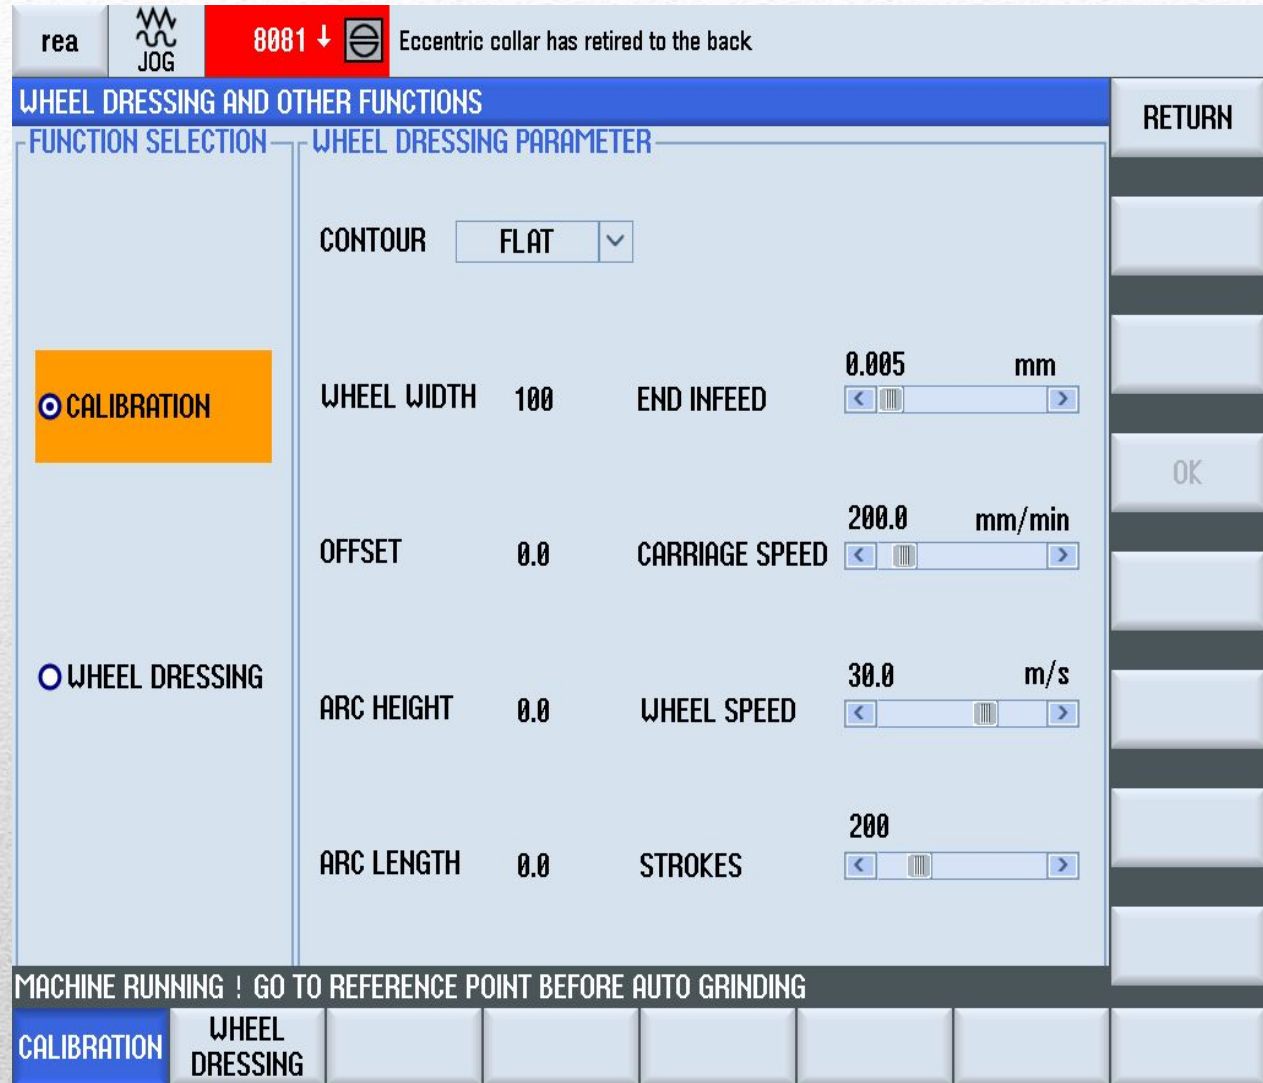 rea
JOG
8081
Eccentric collar has retired to the back
WHEEL DRESSING AND OTHER FUNCTIONS
RETURN
FUNCTION SELECTION
WHEEL DRESSING PARAMETER
CONTOUR FLAT
0.005 mm
CALIBRATION
WHEEL WIDTH 100 END INFEED
OK
200.0 mm/min
OFFSET 0.0 CARRIAGE SPEED
WHEEL DRESSING
30.0 m/s
ARC HEIGHT 0.0 WHEEL SPEED
200
ARC LENGTH 0.0 STROKES
MACHINE RUNNING ! GO TO REFERENCE POINT BEFORE AUTO GRINDING
CALIBRATION
WHEEL
DRESSING